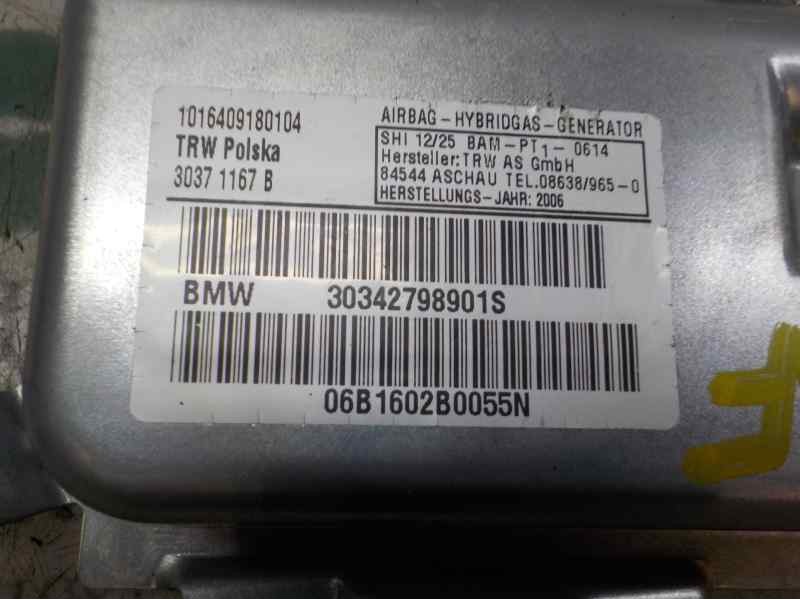 1016409180104
TRW Polska
3037 1167 B
AIRBAG-HYBRIDGAS-GENERATOR
SHI 12/25 BAM-PT1-0614
Hersteller:TRW AS GmbH
84544 ASCHAU TEL.08638/965-0
HERSTELLUNGS-JAHR: 2006
BMW 30342798901S
06B1602B0055N